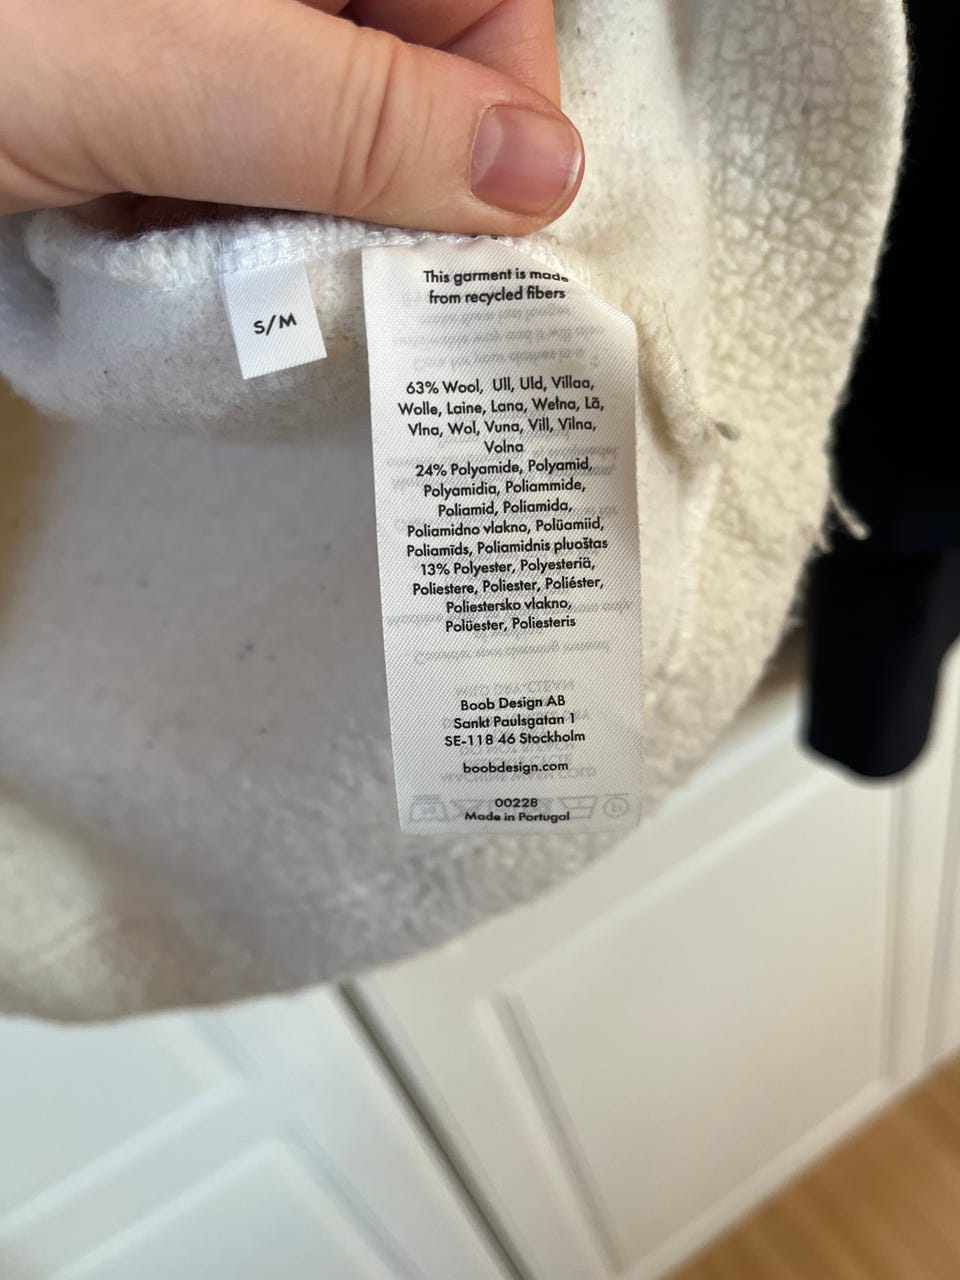 S/M
This garment is made
from recycled fibers
63% Wool, Ull, Uld, Villaa,
Wolle, Laine, Lana, Wełna, Lã,
Vlna, Wol, Vuna, Vill, Vilna,
Volna
24% Polyamide, Polyamid,
Polyamidia, Poliammide,
Poliamid, Poliamida,
Poliamidno vlakno, Polüamiid,
Poliamīds, Poliamidnis pluoštas
13% Polyester, Polyesteriä,
Poliestere, Poliester, Poliéster,
Poliestersko vlakno,
Polüester, Poliesteris
Boob Design AB
Sankt Paulsgatan 1
SE-118 46 Stockholm
boobdesign.com
00228
Made in Portugal